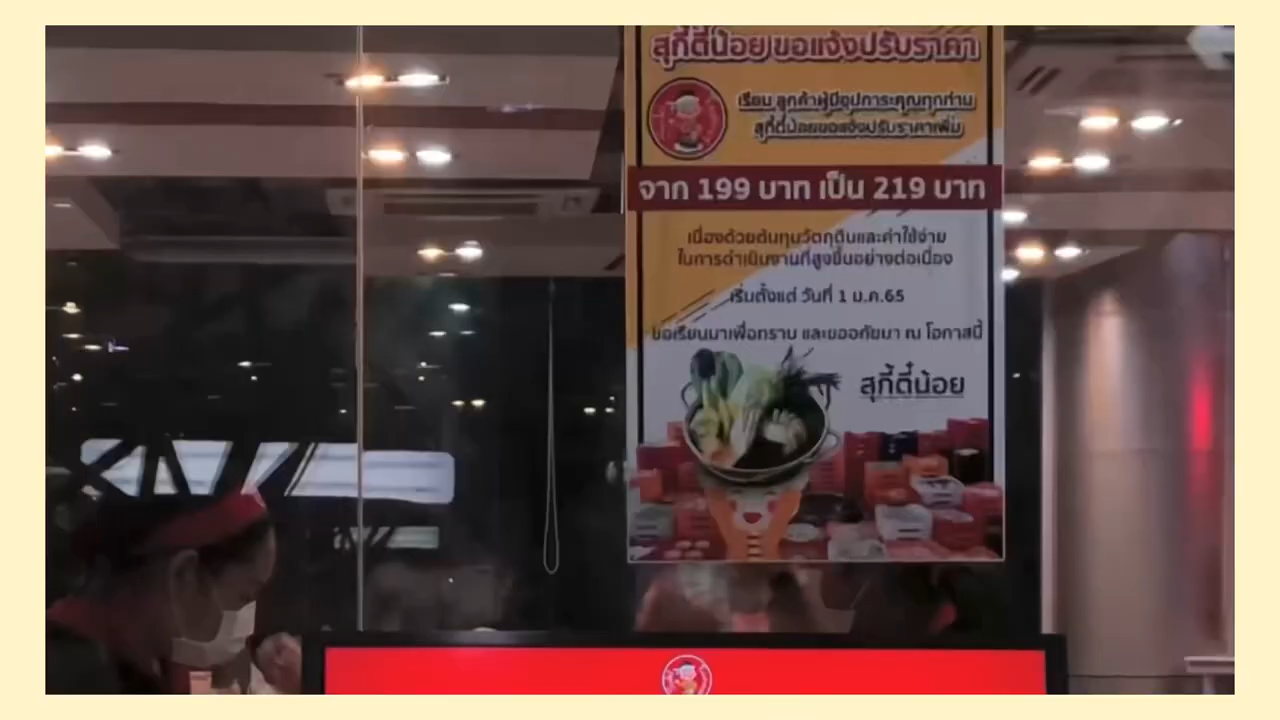 สุกี้ตี๋น้อยขอแจ้งปรับราคา
เรียน ลูกค้าผู้มีอุปการะคุณทุกท่าน
สุกี้ตี๋น้อยขอแจ้งปรับราคาเพิ่ม
จาก 199 บาท เป็น 219 บาท
เนื่องด้วยต้นทุนวัตถุดิบและค่าใช้จ่าย
ในการดำเนินงานที่สูงขึ้นอย่างต่อเนื่อง
เริ่มตั้งแต่ วันที่ 1 ม.ค.65
ขอเรียนมาเพื่อทราบ และขออภัยมา ณ โอกาสนี้
สุกี้ตี๋น้อย